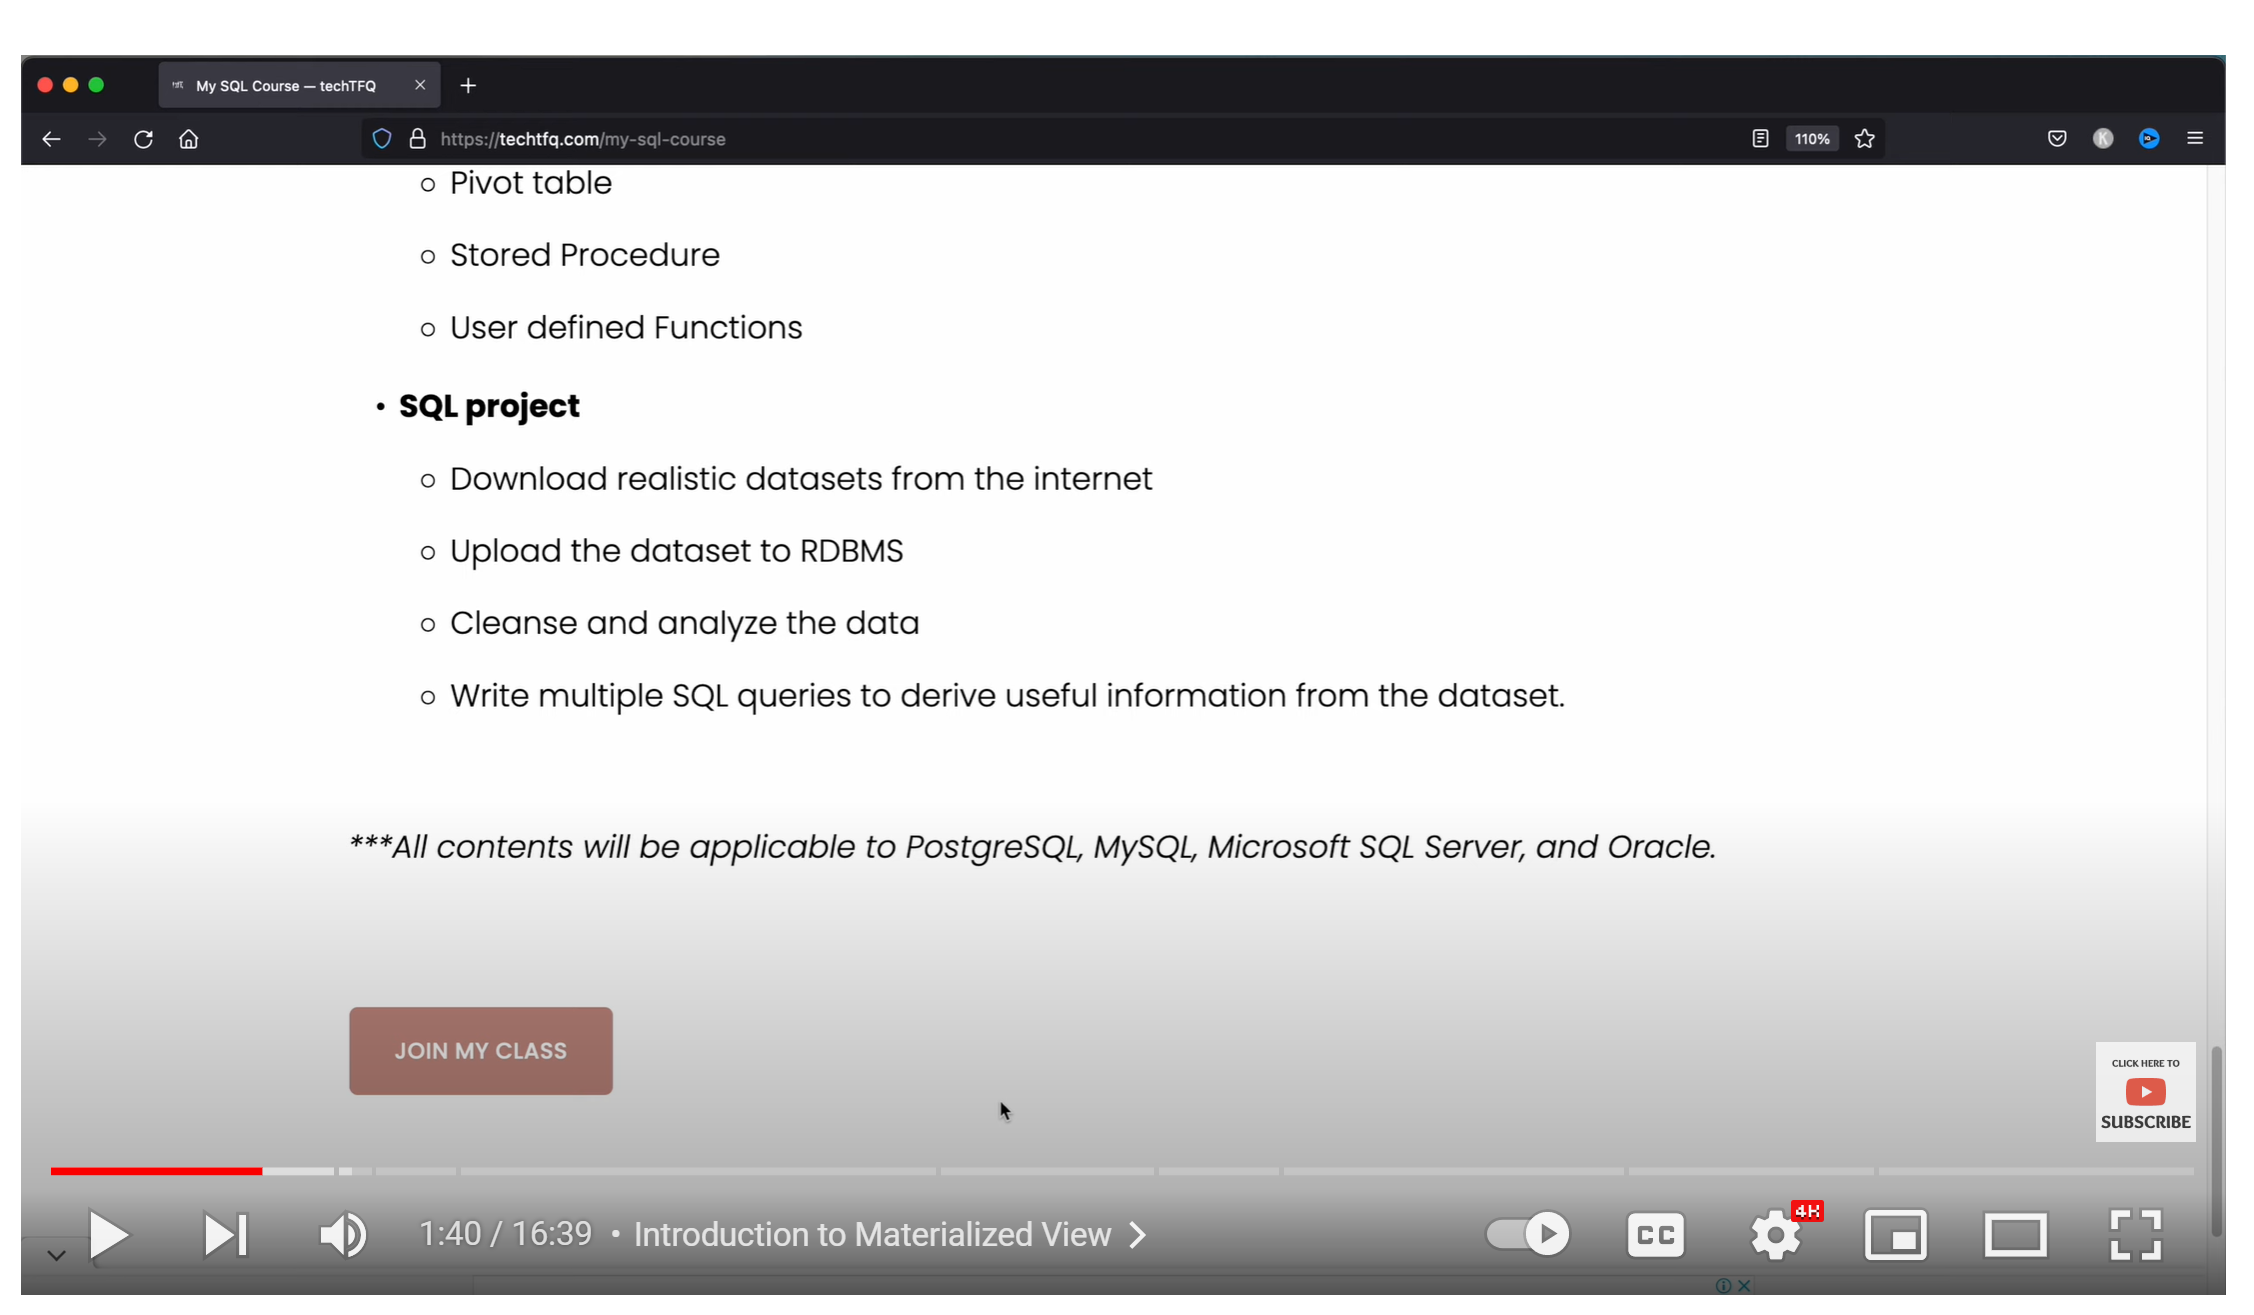 My SQL Course — techTFQ
https://techtfq.com/my-sql-course
110%
K
Pivot table
Stored Procedure
User defined Functions
SQL project
Download realistic datasets from the internet
Upload the dataset to RDBMS
Cleanse and analyze the data
Write multiple SQL queries to derive useful information from the dataset.
***All contents will be applicable to PostgreSQL, MySQL, Microsoft SQL Server, and Oracle.
JOIN MY CLASS
CLICK HERE TO
SUBSCRIBE
1:40 / 16:39 • Introduction to Materialized View
CC
4K